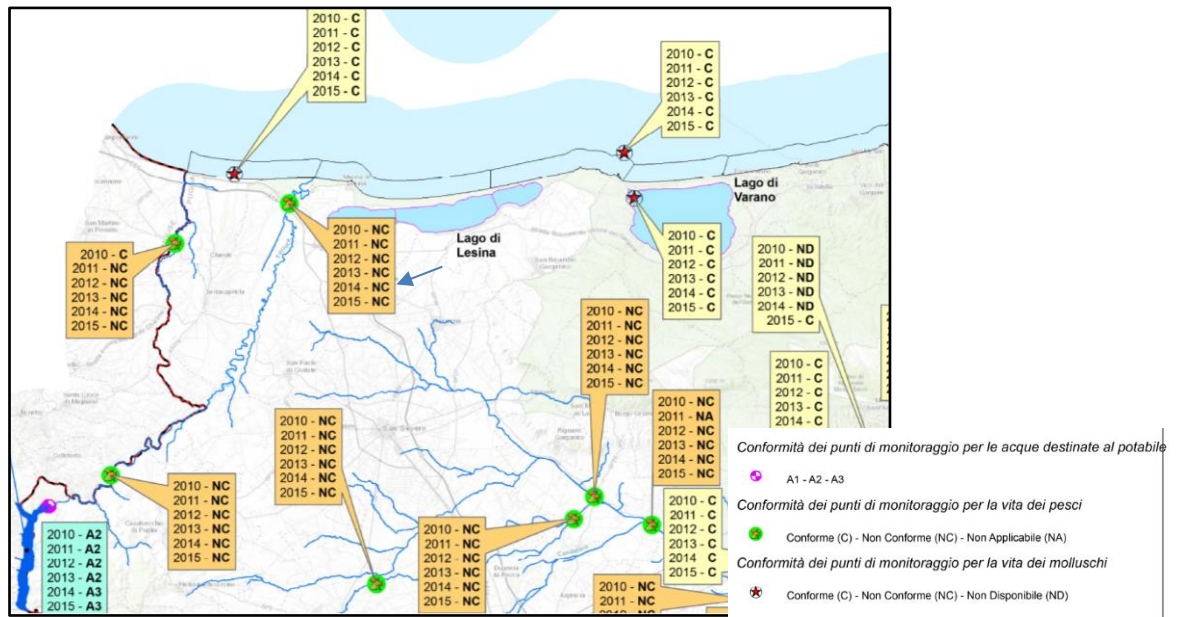 2010 - C
2011 - C
2012 - C
2013 - C
2014 - C
2015 - C
2010 - C
2011 - C
2012 - C
2013 - C
2014 - C
2015 - C
Lago di
Varano
2010 - NC
2011 - NC
2012 - NC
2013 - NC
2014 - NC
2015 - NC
Lago di
Lesina
2010 - C
2011 - NC
2012 - NC
2013 - NC
2014 - NC
2015 - NC
2010 - C
2011 - C
2012 - C
2013 - C
2014 - C
2015 - C
2010 - ND
2011 - ND
2012 - ND
2013 - ND
2014 - ND
2015 - C
2010 - NC
2011 - NC
2012 - NC
2013 - NC
2014 - NC
2015 - NC
2010 - C
2011 - C
2012 - C
2013 - C
2014 - C
2010 - NC
2011 - NA
2012 - NC
2013 - NC
2014 - NC
2015 - NC
2010 - NC
2011 - NC
2012 - NC
2013 - NC
2014 - NC
2015 - NC
San Severo
2010 - NC
2011 - NC
2012 - NC
2013 - NC
2014 - NC
2015 - NC
2010 - C
2011 - C
2012 - C
2013 - C
2014 - C
2015 - C
2010 - NC
2011 - NC
2012 - NC
2013 - NC
2014 - NC
2015 - NC
2010 - A2
2011 - A2
2012 - A2
2013 - A2
2014 - A3
2015 - A3
2010 - NC
2011 - NC
Conformità dei punti di monitoraggio per le acque destinate al potabile
A1 - A2 - A3
Conformità dei punti di monitoraggio per la vita dei pesci
Conforme (C) - Non Conforme (NC) - Non Applicabile (NA)
Conformità dei punti di monitoraggio per la vita dei molluschi
Conforme (C) - Non Conforme (NC) - Non Disponibile (ND)